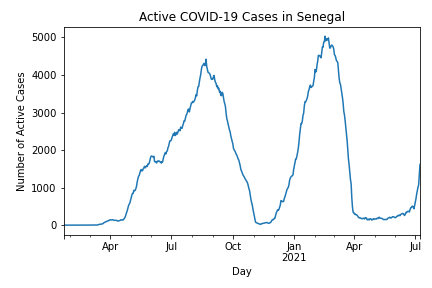 Active COVID-19 Cases in Senegal
Number of Active Cases
5000
4000
3000
2000
1000
0
Apr
Jul
Oct
Jan
2021
Apr
Jul
Day